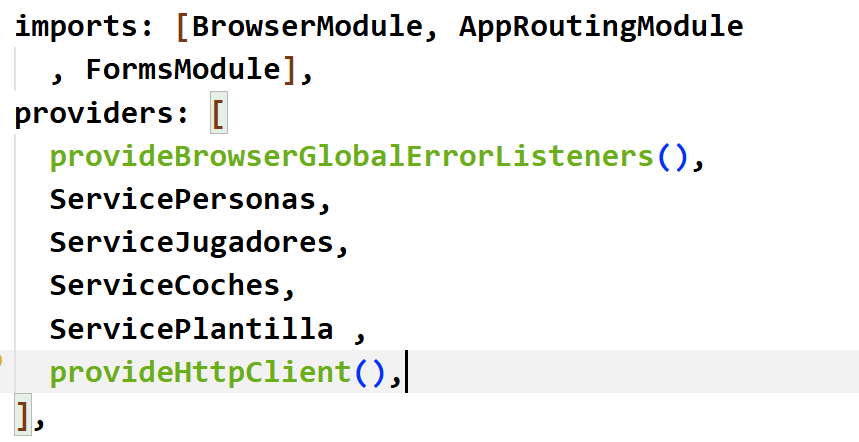 imports: [BrowserModule, AppRoutingModule
, FormsModule],
providers: [
provideBrowserGlobalErrorListeners(),
ServicePersonas,
ServiceJugadores,
ServiceCoches,
ServicePlantilla ,
provideHttpClient(),
],